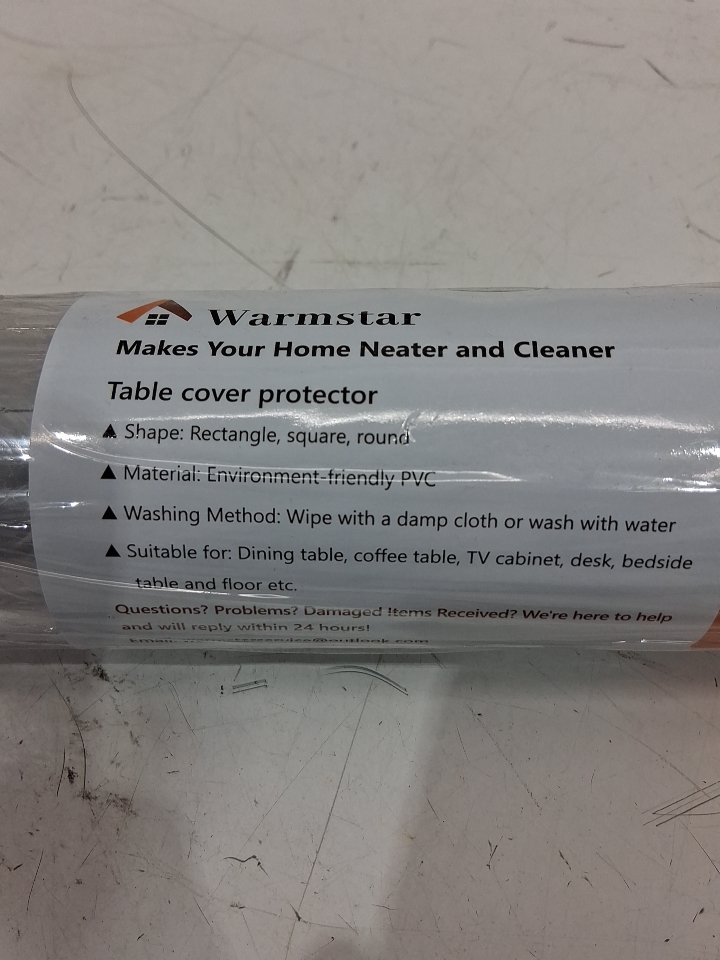 Warmstar
Makes Your Home Neater and Cleaner
Table cover protector
▲ Shape: Rectangle, square, round
▲ Material: Environment-friendly PVC
▲ Washing Method: Wipe with a damp cloth or wash with water
▲ Suitable for: Dining table, coffee table, TV cabinet, desk, bedside
table and floor etc.
Questions? Problems? Damaged Items Received? We're here to help
and will reply within 24 hours!
Email: